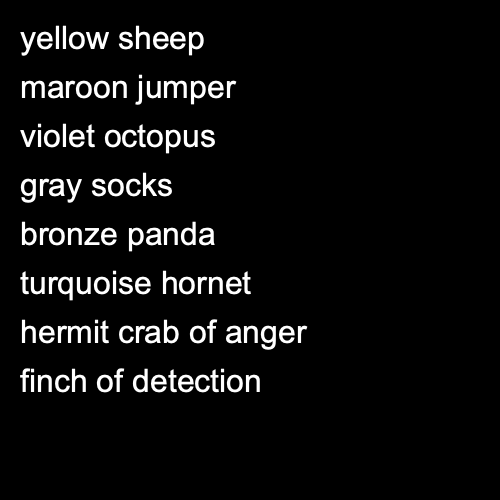 yellow sheep
maroon jumper
violet octopus
gray socks
bronze panda
turquoise hornet
hermit crab of anger
finch of detection